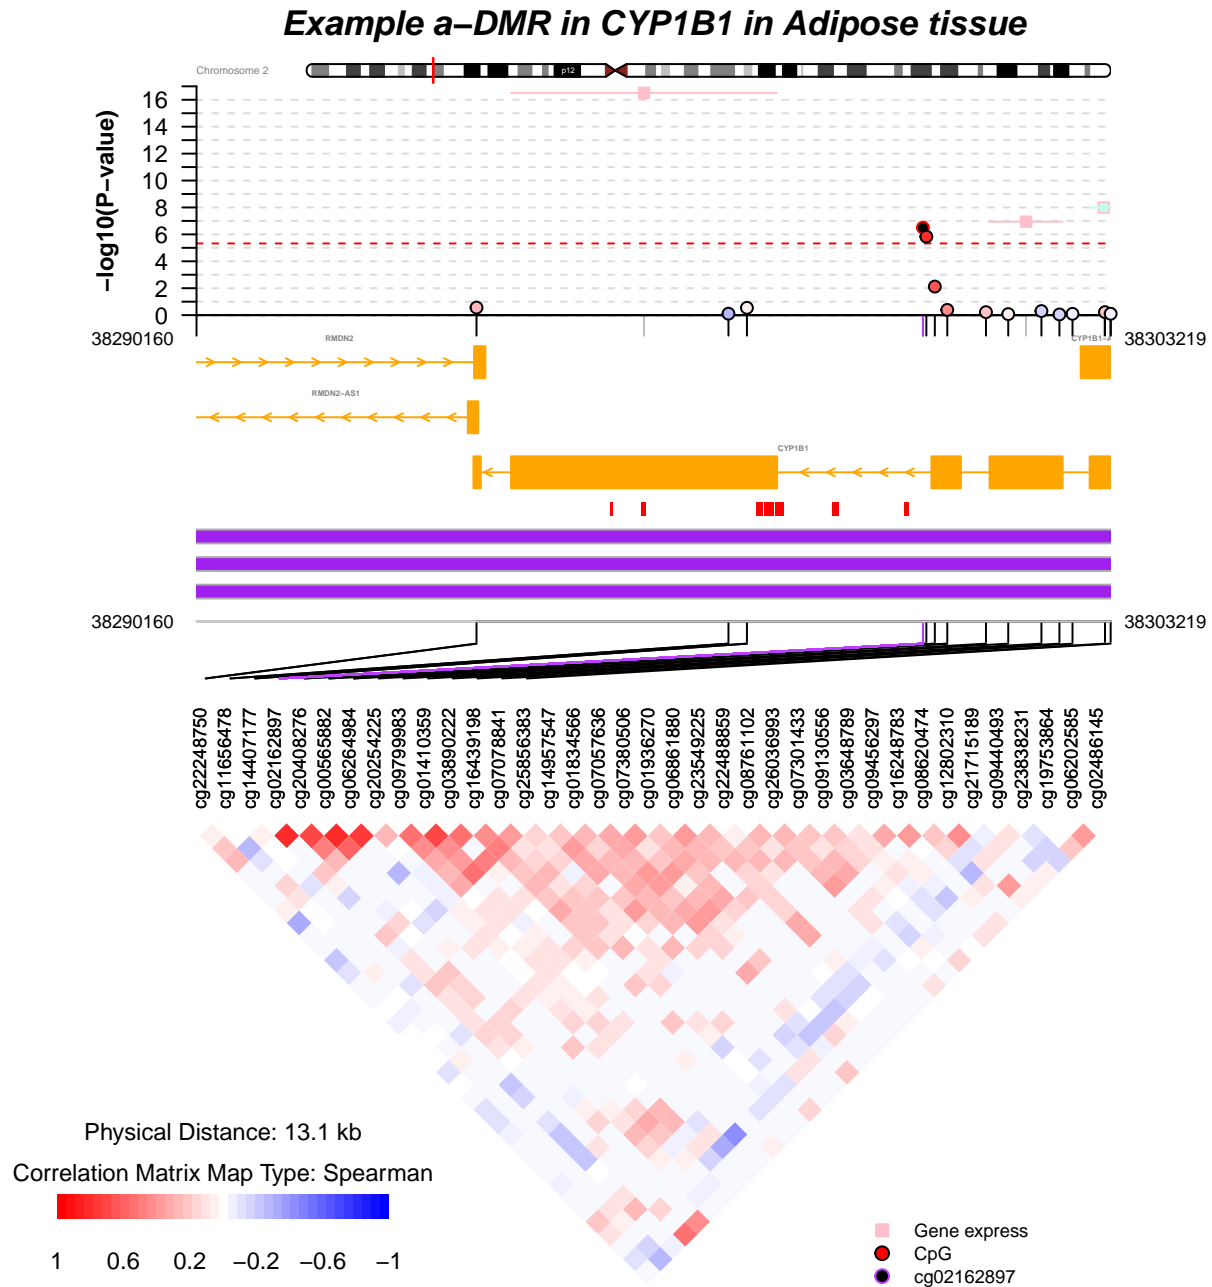 Example a–DMR in CYP1B1 in Adipose tissue
Chromosome 2
p12
−log10(P−value)
16
14
12
10
8
6
4
2
0
38290160
38303219
RMDN2
CYP1B1−A
RMDN2−AS1
CYP1B1
38290160
38303219
cg22248750
cg11656478
cg14407177
cg02162897
cg20408276
cg00565882
cg06264984
cg20254225
cg09799983
cg01410359
cg03890222
cg16439198
cg07078841
cg25856383
cg14957547
cg01834566
cg07057636
cg07380506
cg01936270
cg06861880
cg23549225
cg22488859
cg08761102
cg26036993
cg07301433
cg09130556
cg03648789
cg09456297
cg16248783
cg08620474
cg12802310
cg21715189
cg09440493
cg23838231
cg19753864
cg06202585
cg02486145
Physical Distance: 13.1 kb
Correlation Matrix Map Type: Spearman
1 0.6 0.2 −0.2 −0.6 −1
Gene express
CpG
cg02162897